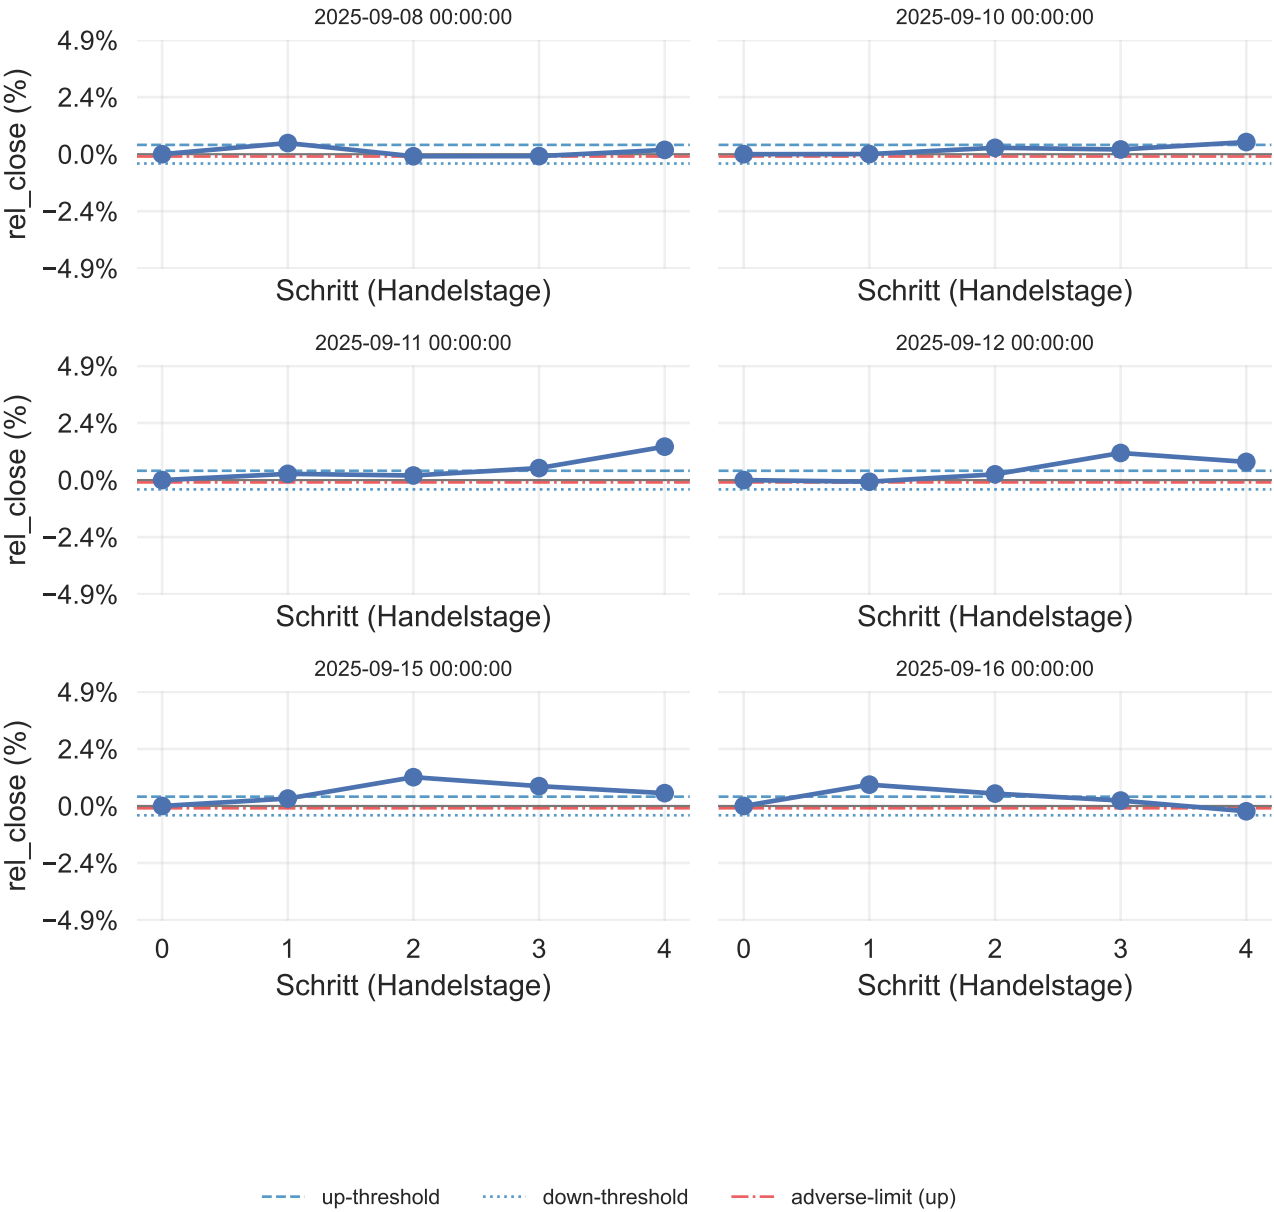 2025-09-08 00:00:00
2025-09-10 00:00:00
4.9%
2.4%
0.0%
−2.4%
−4.9%
rel_close (%)
Schritt (Handelstage)
Schritt (Handelstage)
2025-09-11 00:00:00
2025-09-12 00:00:00
4.9%
2.4%
0.0%
−2.4%
−4.9%
rel_close (%)
Schritt (Handelstage)
Schritt (Handelstage)
2025-09-15 00:00:00
2025-09-16 00:00:00
4.9%
2.4%
0.0%
−2.4%
−4.9%
rel_close (%)
0 1 2 3 4
0 1 2 3 4
Schritt (Handelstage)
Schritt (Handelstage)
up-threshold
down-threshold
adverse-limit (up)